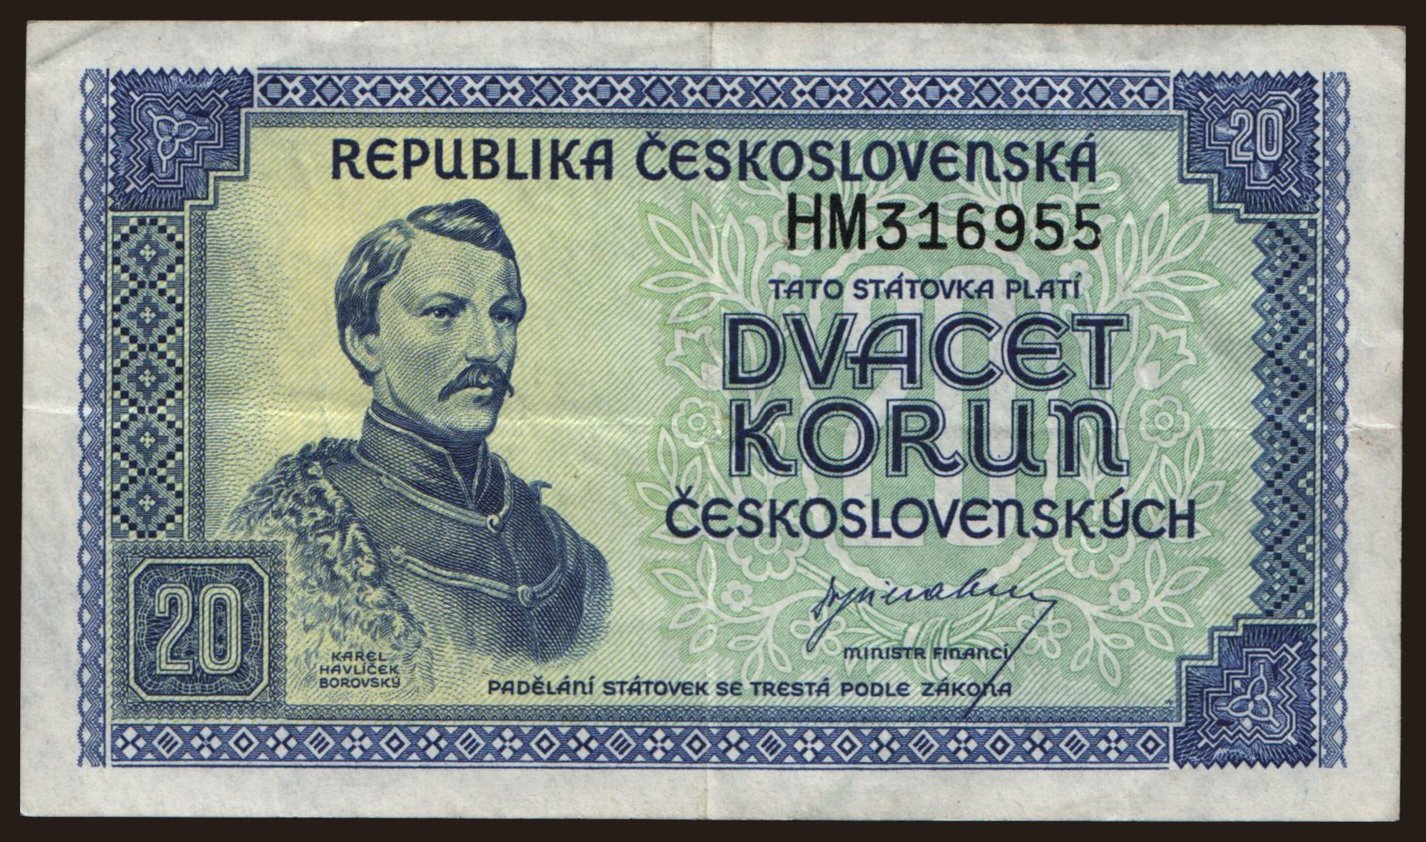 REPUBLIKA ČESKOSLOVENSKÁ
20
HM316955
TATO STÁTOVKA PLATÍ
DVACET
KORUN
ČESKOSLOVENSKÝCH
20
MINISTR FINANCÍ
KAREL
HAVLÍČEK
BOROVSKÝ
PADĚLÁNÍ STÁTOVEK SE TRESTÁ PODLE ZÁKONA